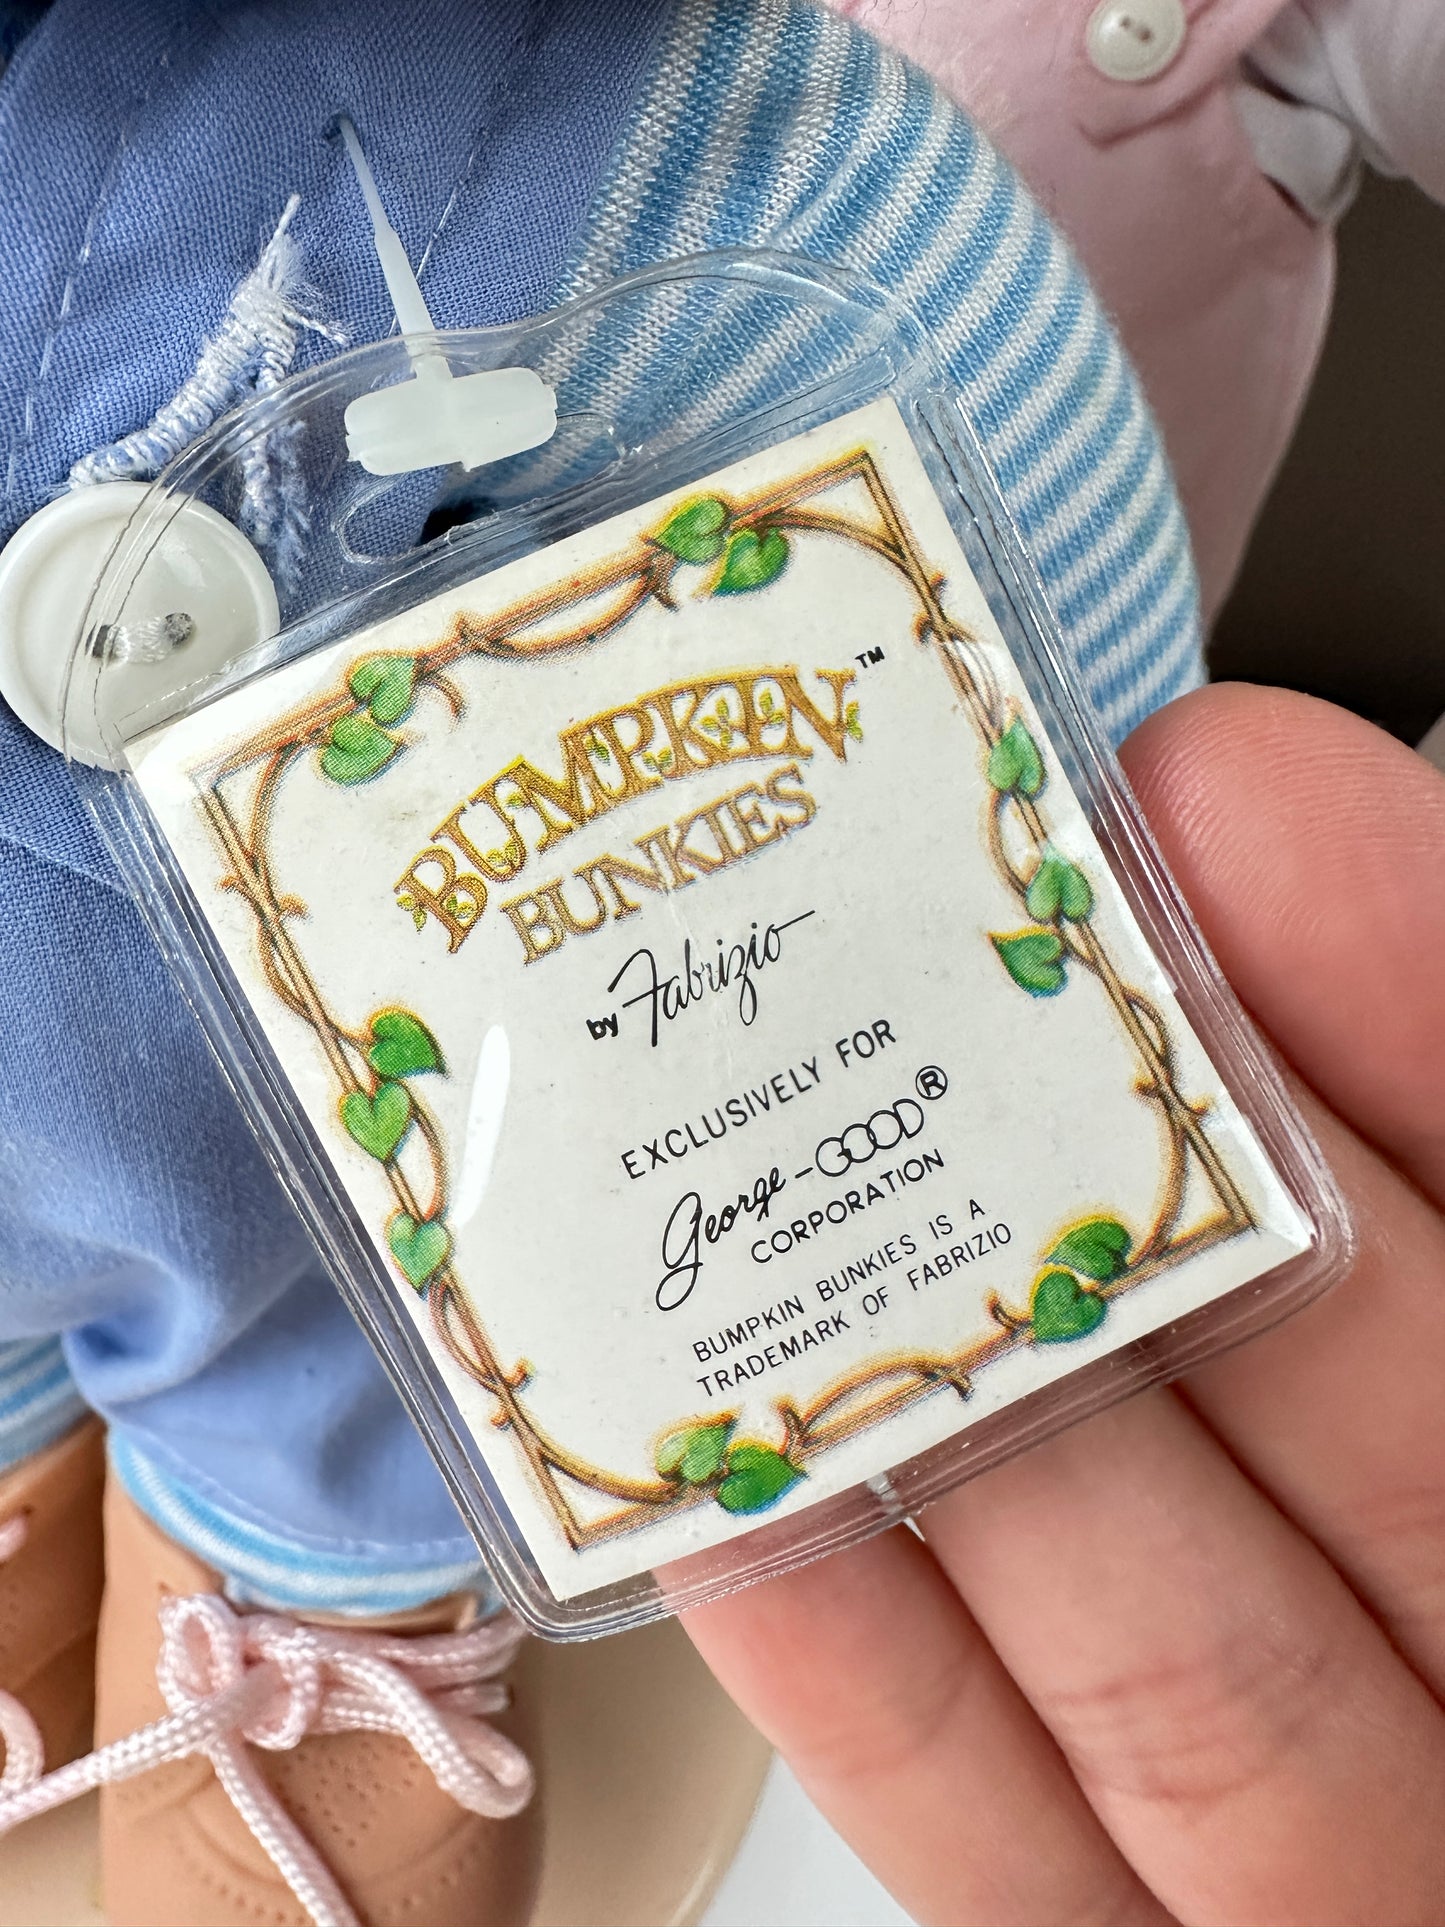 BUMPKIN™
BUNKIES
by Fabrizio
EXCLUSIVELY FOR
George-GOOD®
CORPORATION
BUMPKIN BUNKIES IS A
TRADEMARK OF FABRIZIO